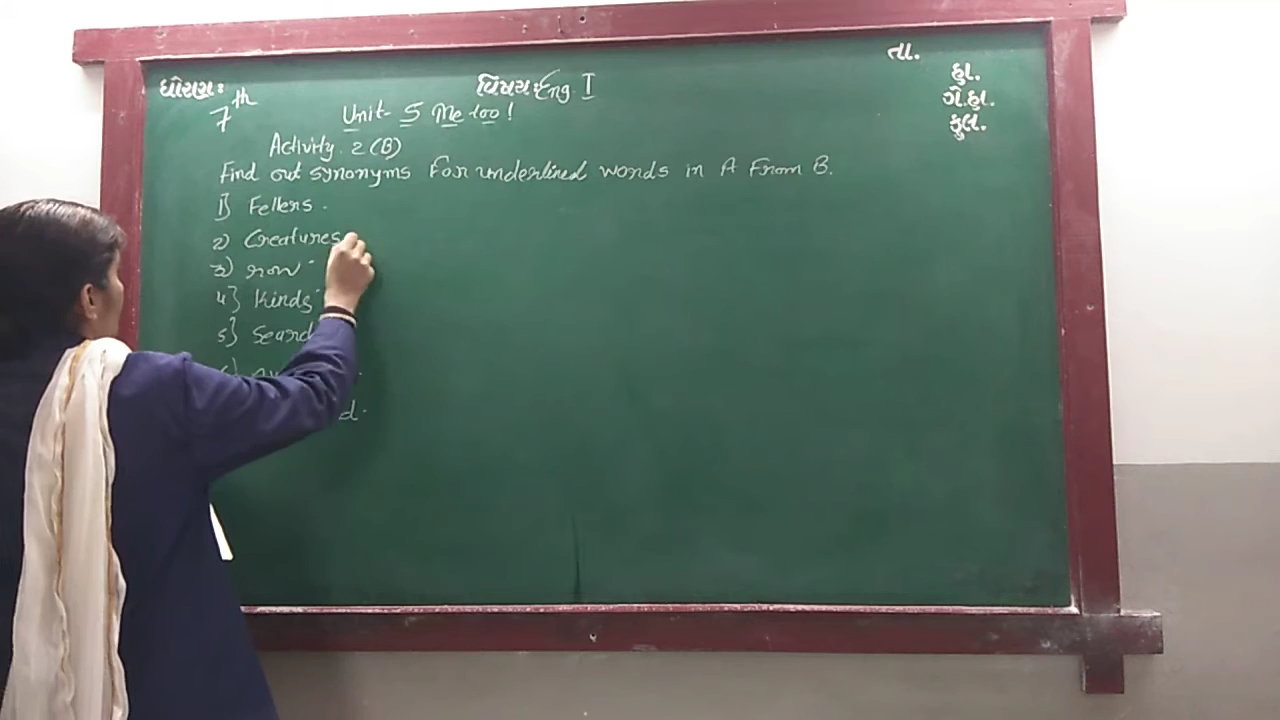 ધોરણ: વિષય: Eng I તા.
7th હા.
Unit- 5 Me too! ગે.હા.
Activity. 2 (B) કુલ.
Find out synonyms for underlined words in A From B.
1) Fellers.
2) Creatures
3) row
4) kinds
5)